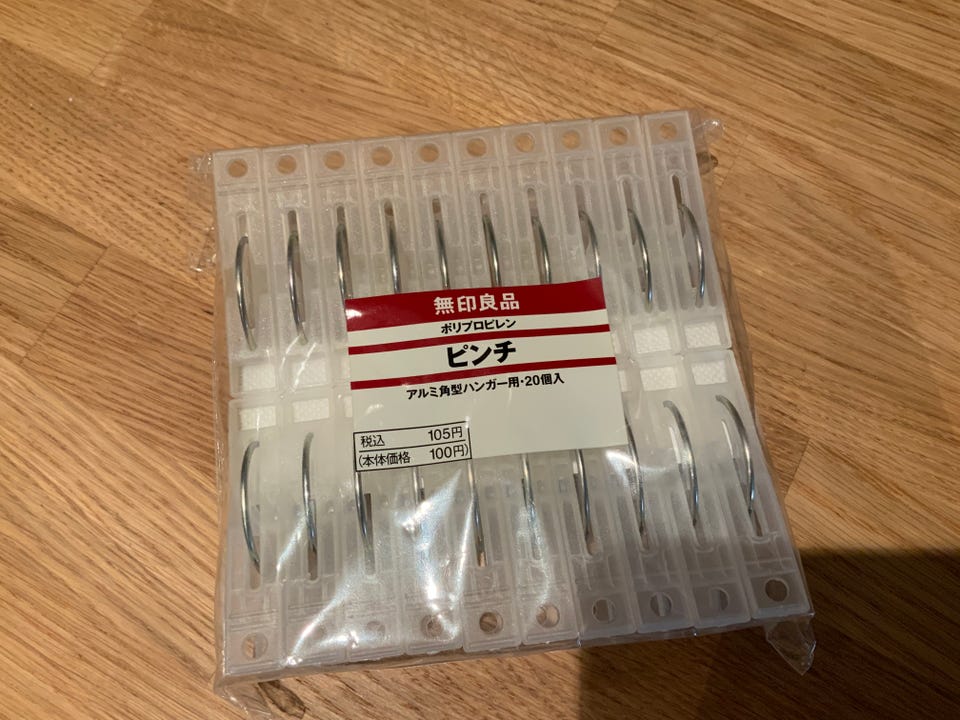 無印良品
ポリプロピレン
ピンチ
アルミ角型ハンガー用・20個入
税込 105円
(本体価格 100円)